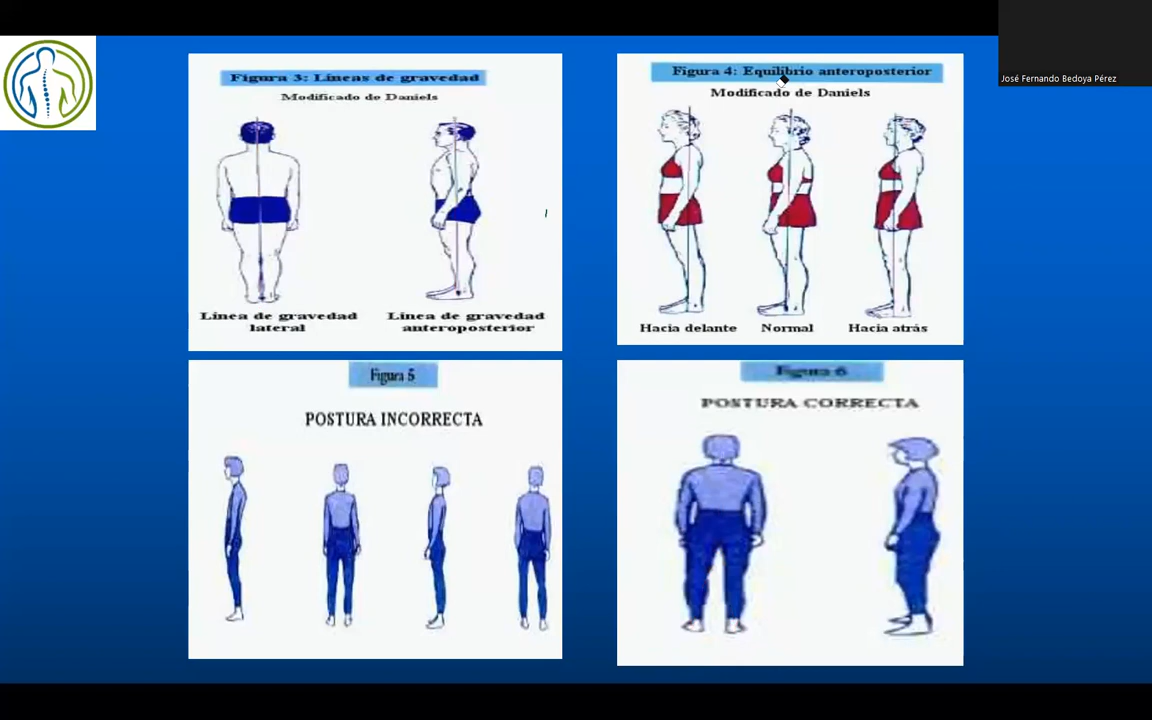 José Fernando Bedoya Pérez
Figura 3: Líneas de gravedad
Modificado de Daniels
Línea de gravedad
lateral
Línea de gravedad
anteroposterior
Figura 4: Equilibrio anteroposterior
Modificado de Daniels
Hacia delante
Normal
Hacia atrás
Figura 5
POSTURA INCORRECTA
Figura 6
POSTURA CORRECTA